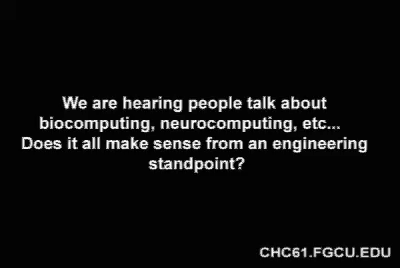 We are hearing people talk about
biocomputing, neurocomputing, etc...
Does it all make sense from an engineering
standpoint?
CHC61.FGCU.EDU